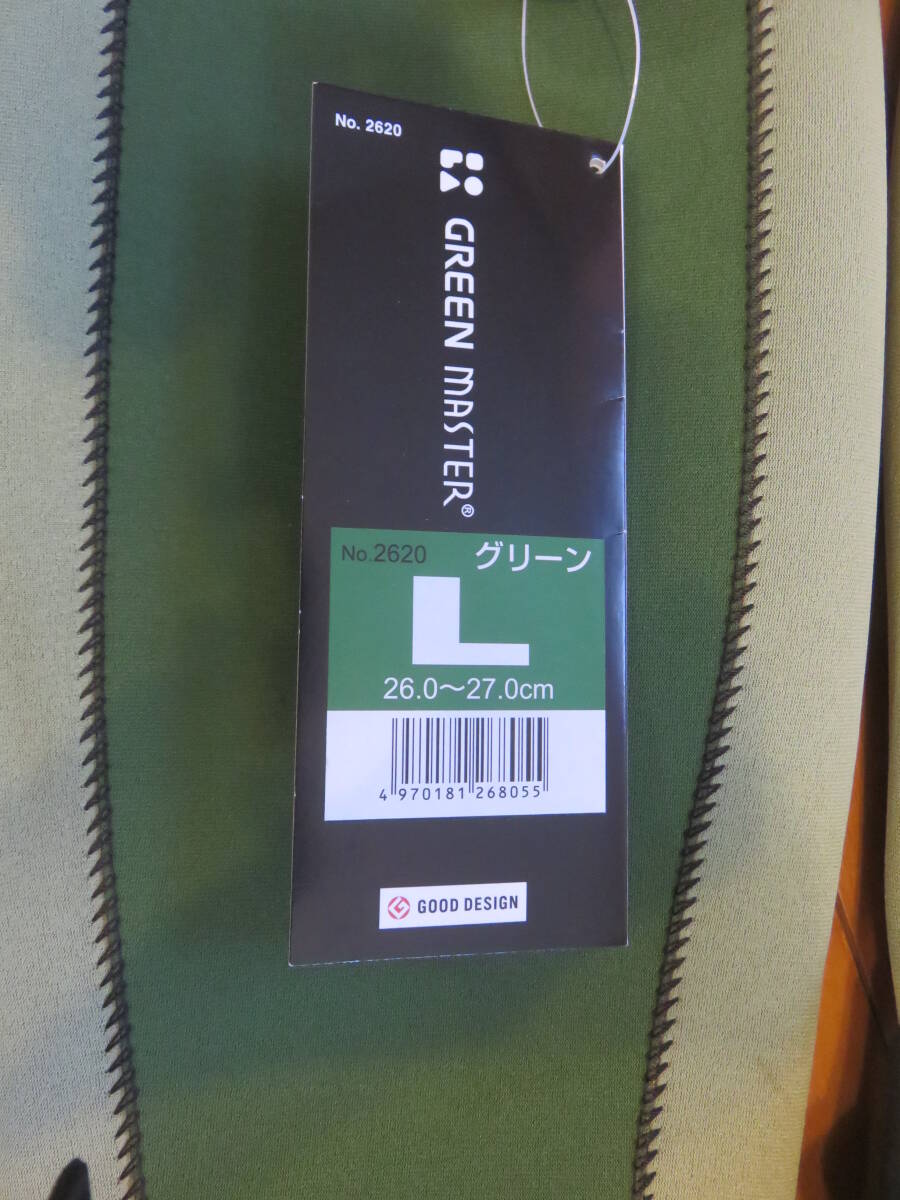 No. 2620
GREEN MASTER®
No.2620 グリーン
L
26.0～27.0cm
4 970181 268055
GOOD DESIGN